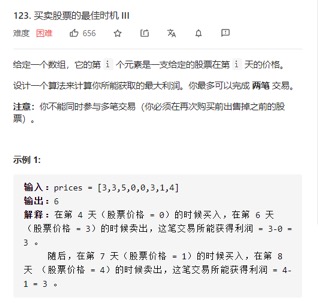 123. 买卖股票的最佳时机 III
难度 困难 656
给定一个数组，它的第 i 个元素是一支给定的股票在第 i 天的价格。
设计一个算法来计算你所能获取的最大利润。你最多可以完成 两笔 交易。
注意：你不能同时参与多笔交易（你必须在再次购买前出售掉之前的股
票）。
示例 1:
输入：prices = [3,3,5,0,0,3,1,4]
输出：6
解释：在第 4 天（股票价格 = 0）的时候买入，在第 6 天
（股票价格 = 3）的时候卖出，这笔交易所能获得利润 = 3-0 =
3 。
随后，在第 7 天（股票价格 = 1）的时候买入，在第 8
天 （股票价格 = 4）的时候卖出，这笔交易所能获得利润 = 4-
1 = 3 。